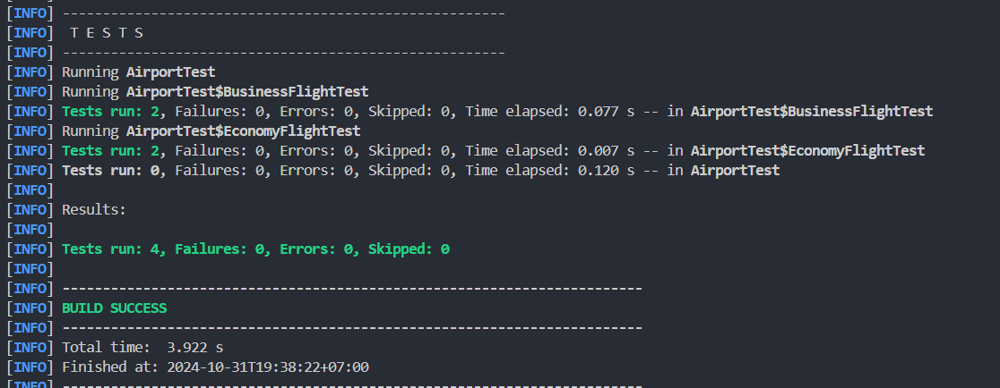 [INFO] -------------------------------------------------------
[INFO]  T E S T S
[INFO] -------------------------------------------------------
[INFO] Running AirportTest
[INFO] Running AirportTest$BusinessFlightTest
[INFO] Tests run: 2, Failures: 0, Errors: 0, Skipped: 0, Time elapsed: 0.077 s -- in AirportTest$BusinessFlightTest
[INFO] Running AirportTest$EconomyFlightTest
[INFO] Tests run: 2, Failures: 0, Errors: 0, Skipped: 0, Time elapsed: 0.007 s -- in AirportTest$EconomyFlightTest
[INFO] Tests run: 0, Failures: 0, Errors: 0, Skipped: 0, Time elapsed: 0.120 s -- in AirportTest
[INFO]
[INFO] Results:
[INFO]
[INFO] Tests run: 4, Failures: 0, Errors: 0, Skipped: 0
[INFO]
[INFO] ------------------------------------------------------------------------
[INFO] BUILD SUCCESS
[INFO] ------------------------------------------------------------------------
[INFO] Total time:  3.922 s
[INFO] Finished at: 2024-10-31T19:38:22+07:00
[INFO] ------------------------------------------------------------------------